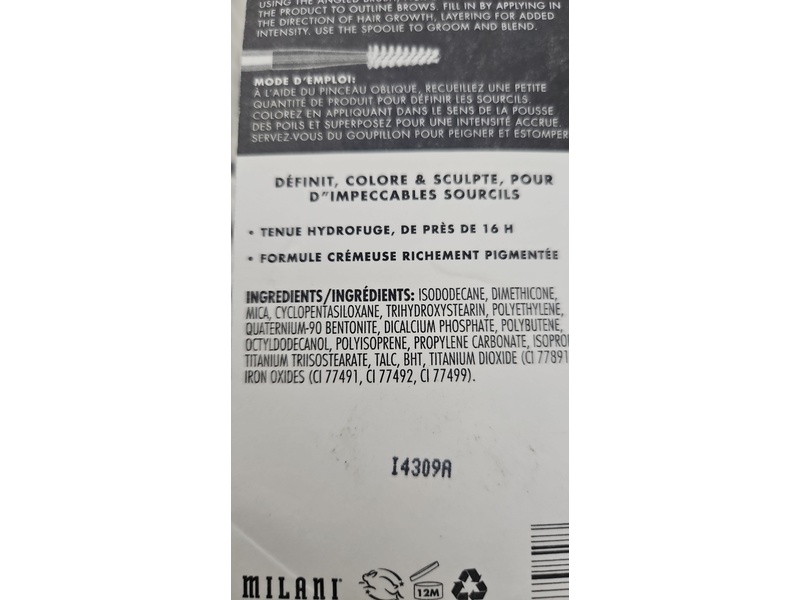 THE PRODUCT TO OUTLINE BROWS. FILL IN BY APPLYING IN
THE DIRECTION OF HAIR GROWTH, LAYERING FOR ADDED
INTENSITY. USE THE SPOOLIE TO GROOM AND BLEND.
MODE D'EMPLOI:
À L'AIDE DU PINCEAU OBLIQUE, RECUEILLEZ UNE PETITE
QUANTITÉ DE PRODUIT POUR DÉFINIR LES SOURCILS.
COLOREZ EN APPLIQUANT DANS LE SENS DE LA POUSSE
DES POILS ET SUPERPOSEZ POUR UNE INTENSITÉ ACCRUE.
SERVEZ-VOUS DU GOUPILLON POUR PEIGNER ET ESTOMPER
DÉFINIT, COLORE & SCULPTE, POUR
D"IMPECCABLES SOURCILS
• TENUE HYDROFUGE, DE PRÈS DE 16 H
• FORMULE CRÉMEUSE RICHEMENT PIGMENTÉE
INGREDIENTS/INGRÉDIENTS: ISODODECANE, DIMETHICONE,
MICA, CYCLOPENTASILOXANE, TRIHYDROXYSTEARIN, POLYETHYLENE,
QUATERNIUM-90 BENTONITE, DICALCIUM PHOSPHATE, POLYBUTENE,
OCTYLDODECANOL, POLYISOPRENE, PROPYLENE CARBONATE, ISOPRO
TITANIUM TRIISOSTEARATE, TALC, BHT, TITANIUM DIOXIDE (CI 77891
IRON OXIDES (CI 77491, CI 77492, CI 77499).
I4309A
MILANI
12M